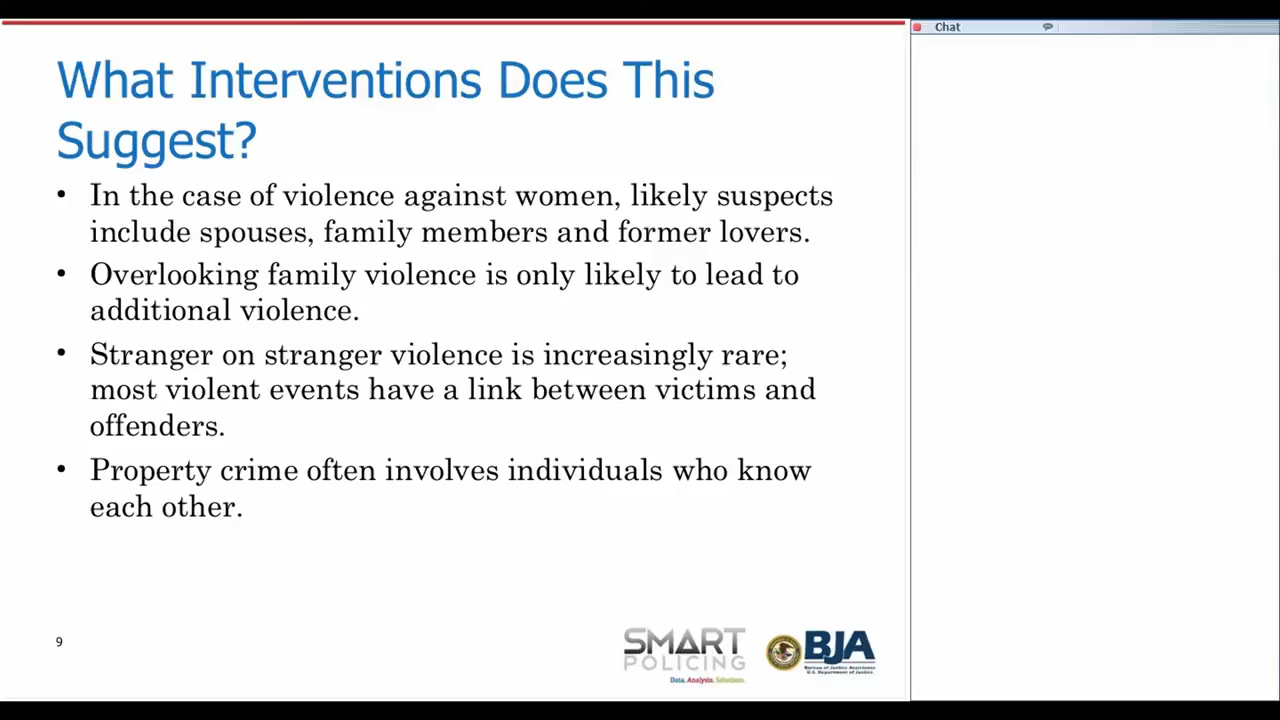 What Interventions Does This
Suggest?
• In the case of violence against women, likely suspects
include spouses, family members and former lovers.
• Overlooking family violence is only likely to lead to
additional violence.
• Stranger on stranger violence is increasingly rare;
most violent events have a link between victims and
offenders.
• Property crime often involves individuals who know
each other.
9
SMART
POLICING
Data. Analysis. Solutions.
BJA
Bureau of Justice Assistance
U.S. Department of Justice
Chat